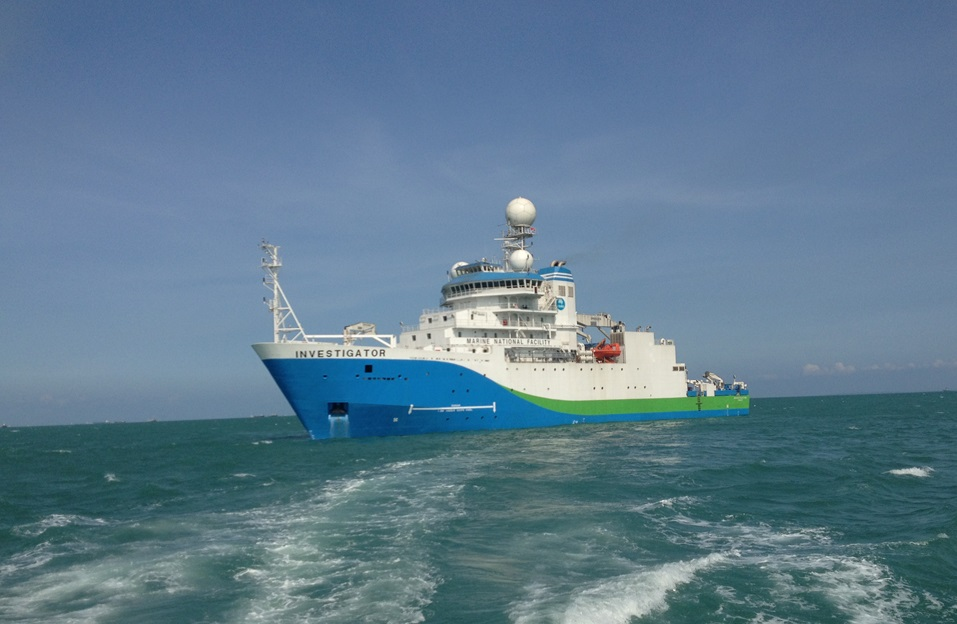 INVESTIGATOR
MARINE NATIONAL FACILITY